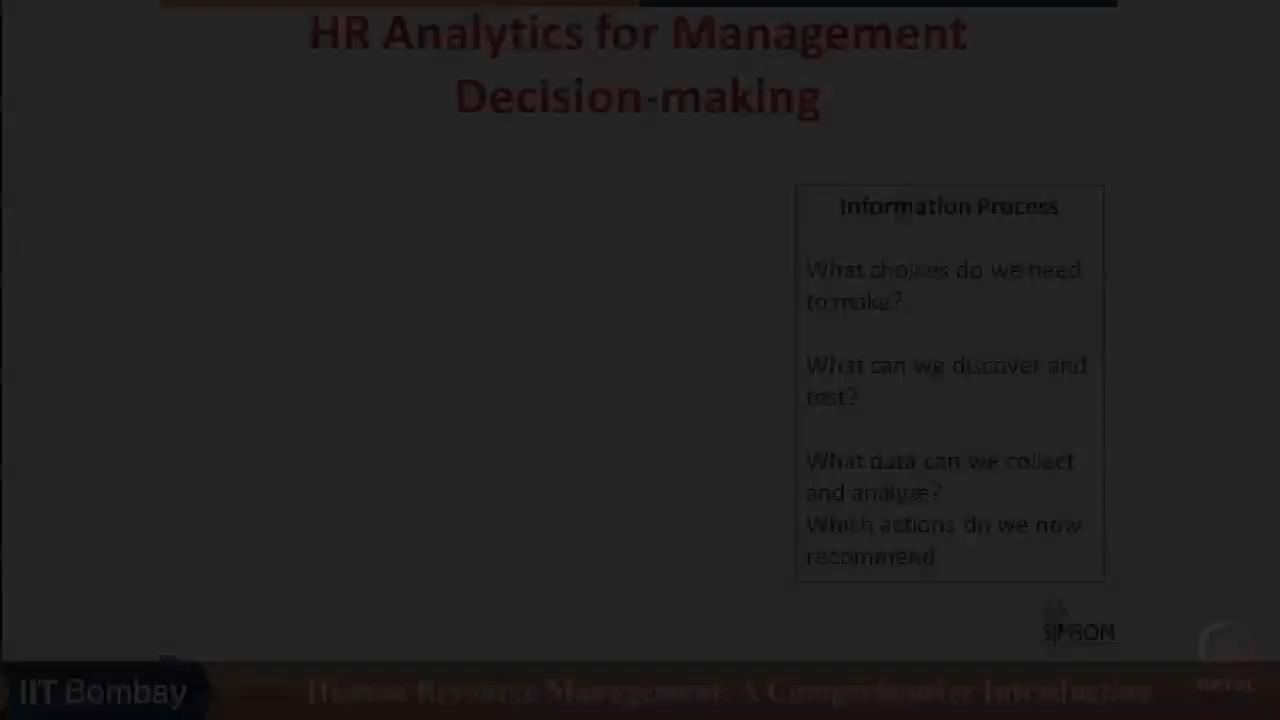 HR Analytics for Management
Decision-making
Information Process
What choices do we need
to make?
What can we discover and
test?
What data can we collect
and analyze?
Which actions do we now
recommend
SJMSOM
IIT Bombay
Human Resource Management: A Comprehensive Introduction
NPTEL